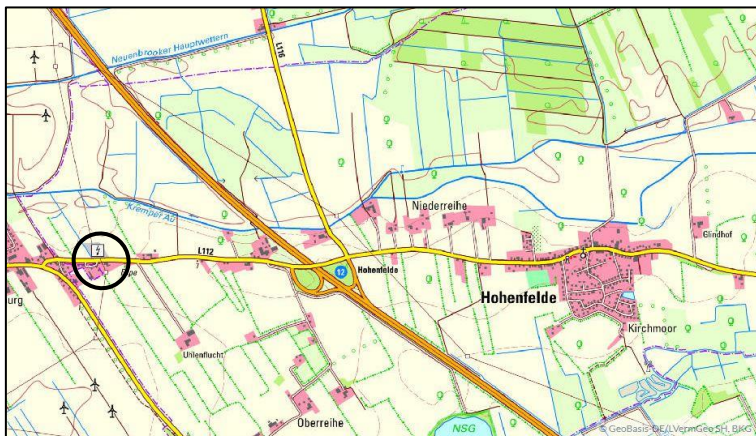 Neuenbrooker Hauptwettern
L116
Kremper Au
Niederreihe
L112
Glindhof
12
Hohenfelde
Hohenfelde
urg
Uhlenflucht
Kirchmoor
Oberreihe
NSG
© GeoBasis-DE/LVermGeo SH, BKG